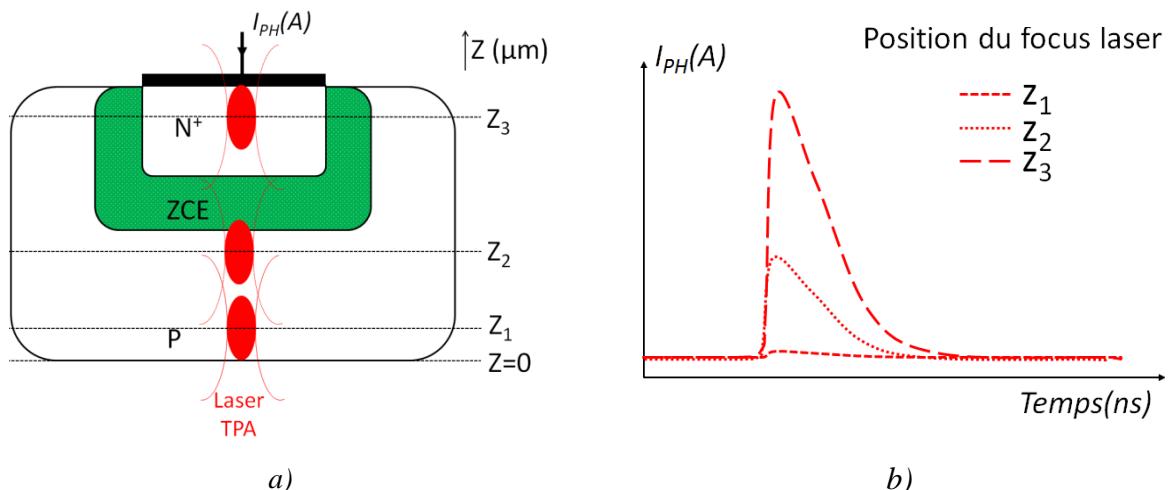 I_PH(A)
Z (µm)
N⁺
Z₃
ZCE
Z₂
Z₁
P
Z=0
Laser
TPA
a)
Position du focus laser
I_PH(A)
Z₁
Z₂
Z₃
Temps(ns)
b)